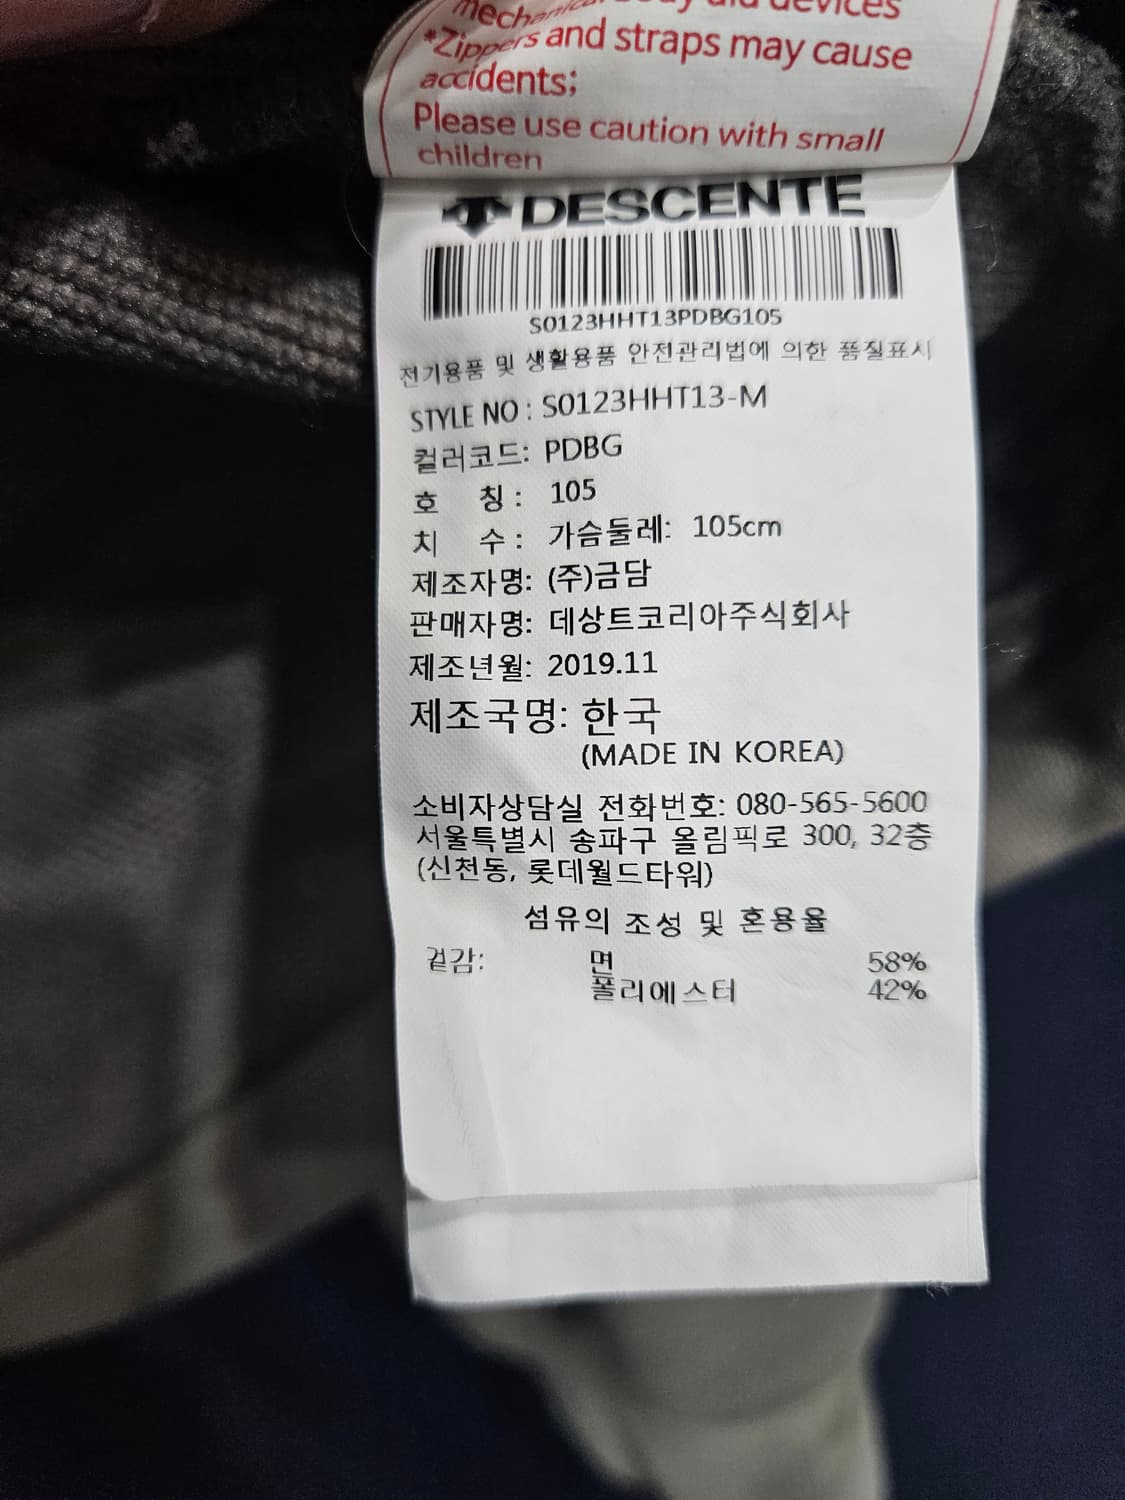 mechanical body aid devices
*Zippers and straps may cause
accidents;
Please use caution with small
children
DESCENTE
S0123HHT13PDBG105
전기용품 및 생활용품 안전관리법에 의한 품질표시
STYLE NO : S0123HHT13-M
컬러코드: PDBG
호 칭 : 105
치 수 : 가슴둘레: 105cm
제조자명: (주)금담
판매자명: 데상트코리아주식회사
제조년월: 2019.11
제조국명: 한국
(MADE IN KOREA)
소비자상담실 전화번호: 080-565-5600
서울특별시 송파구 올림픽로 300, 32층
(신천동, 롯데월드타워)
섬유의 조성 및 혼용율
겉감: 면 58%
폴리에스터 42%